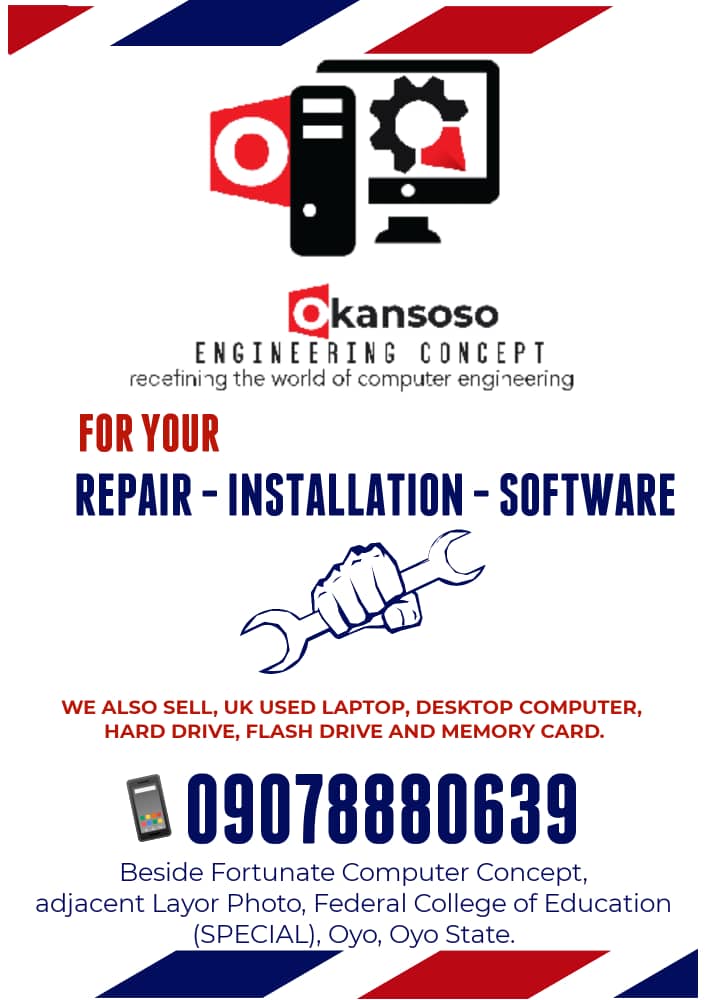 Okansoso
ENGINEERING CONCEPT
redefining the world of computer engineering
FOR YOUR
REPAIR - INSTALLATION - SOFTWARE
WE ALSO SELL, UK USED LAPTOP, DESKTOP COMPUTER,
HARD DRIVE, FLASH DRIVE AND MEMORY CARD.
09078880639
Beside Fortunate Computer Concept,
adjacent Layor Photo, Federal College of Education
(SPECIAL), Oyo, Oyo State.